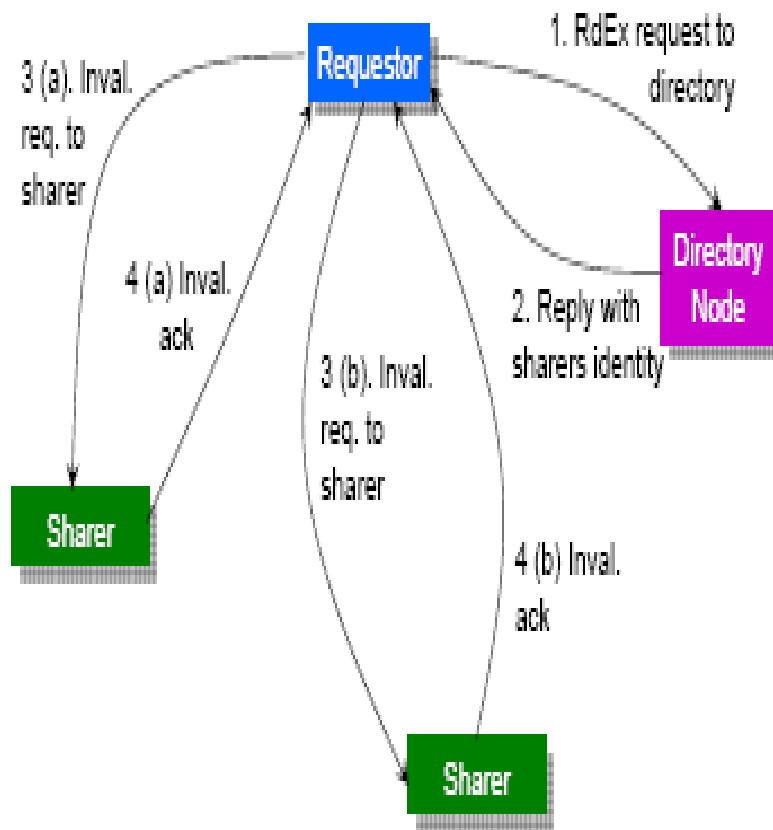 Requestor
1. RdEx request to
directory
3 (a). Inval.
req. to
sharer
Directory
Node
4 (a) Inval.
ack
2. Reply with
sharers identity
3 (b). Inval.
req. to
sharer
Sharer
4 (b) Inval.
ack
Sharer